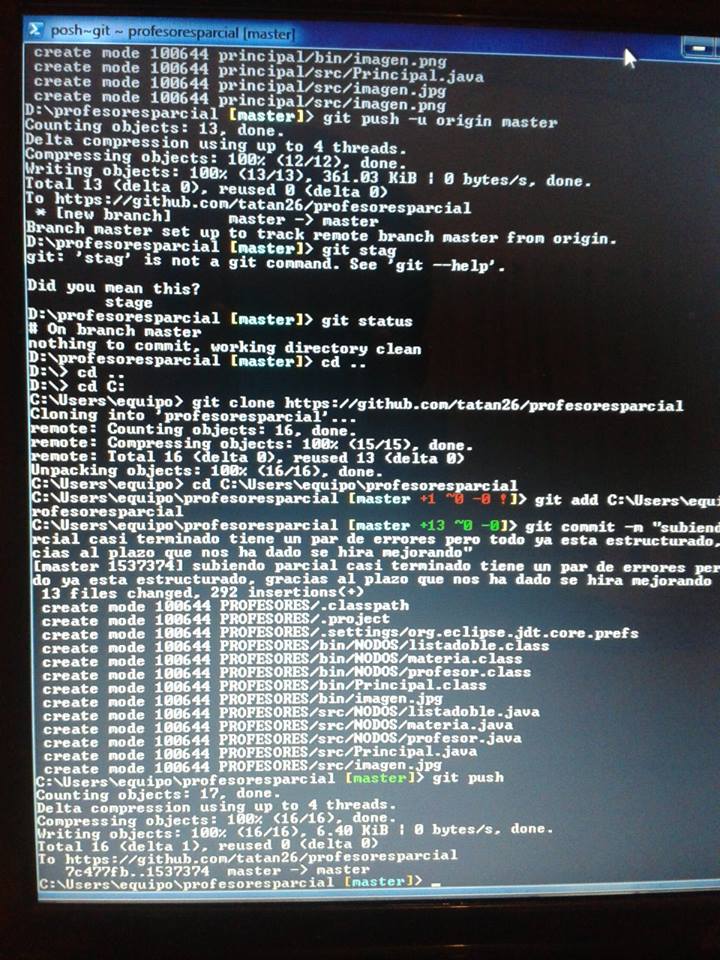 posh~git ~ profesoresparcial [master]
create mode 100644 principal/bin/imagen.png
create mode 100644 principal/src/Principal.java
create mode 100644 principal/src/imagen.jpg
create mode 100644 principal/src/imagen.png
D:\profesoresparcial [master]> git push -u origin master
Counting objects: 13, done.
Delta compression using up to 4 threads.
Compressing objects: 100% (12/12), done.
Writing objects: 100% (13/13), 361.03 KiB | 0 bytes/s, done.
Total 13 (delta 0), reused 0 (delta 0)
To https://github.com/tatan26/profesoresparcial
* [new branch]      master -> master
Branch master set up to track remote branch master from origin.
D:\profesoresparcial [master]> git stag
git: 'stag' is not a git command. See 'git --help'.
Did you mean this?
stage
D:\profesoresparcial [master]> git status
# On branch master
nothing to commit, working directory clean
D:\profesoresparcial [master]> cd ..
D:\> cd ..
D:\> cd C:
C:\Users\equipo> git clone https://github.com/tatan26/profesoresparcial
Cloning into 'profesoresparcial'...
remote: Counting objects: 16, done.
remote: Compressing objects: 100% (15/15), done.
remote: Total 16 (delta 0), reused 13 (delta 0)
Unpacking objects: 100% (16/16), done.
C:\Users\equipo> cd C:\Users\equipo\profesoresparcial
C:\Users\equipo\profesoresparcial [master +1 ~0 -0 !]> git add C:\Users\equi
rofesoresparcial
C:\Users\equipo\profesoresparcial [master +13 ~0 -0]> git commit -m "subiend
rcial casi terminado tiene un par de errores pero todo ya esta estructurado,
cias al plazo que nos ha dado se hira mejorando"
[master 1537374] subiendo parcial casi terminado tiene un par de errores per
do ya esta estructurado, gracias al plazo que nos ha dado se hira mejorando
13 files changed, 292 insertions(+)
create mode 100644 PROFESORES/.classpath
create mode 100644 PROFESORES/.project
create mode 100644 PROFESORES/.settings/org.eclipse.jdt.core.prefs
create mode 100644 PROFESORES/bin/NODOS/listadoble.class
create mode 100644 PROFESORES/bin/NODOS/materia.class
create mode 100644 PROFESORES/bin/NODOS/profesor.class
create mode 100644 PROFESORES/bin/Principal.class
create mode 100644 PROFESORES/bin/imagen.jpg
create mode 100644 PROFESORES/src/NODOS/listadoble.java
create mode 100644 PROFESORES/src/NODOS/materia.java
create mode 100644 PROFESORES/src/NODOS/profesor.java
create mode 100644 PROFESORES/src/Principal.java
create mode 100644 PROFESORES/src/imagen.jpg
C:\Users\equipo\profesoresparcial [master]> git push
Counting objects: 17, done.
Delta compression using up to 4 threads.
Compressing objects: 100% (16/16), done.
Writing objects: 100% (16/16), 6.40 KiB | 0 bytes/s, done.
Total 16 (delta 1), reused 0 (delta 0)
To https://github.com/tatan26/profesoresparcial
7c477fb..1537374  master -> master
C:\Users\equipo\profesoresparcial [master]> _